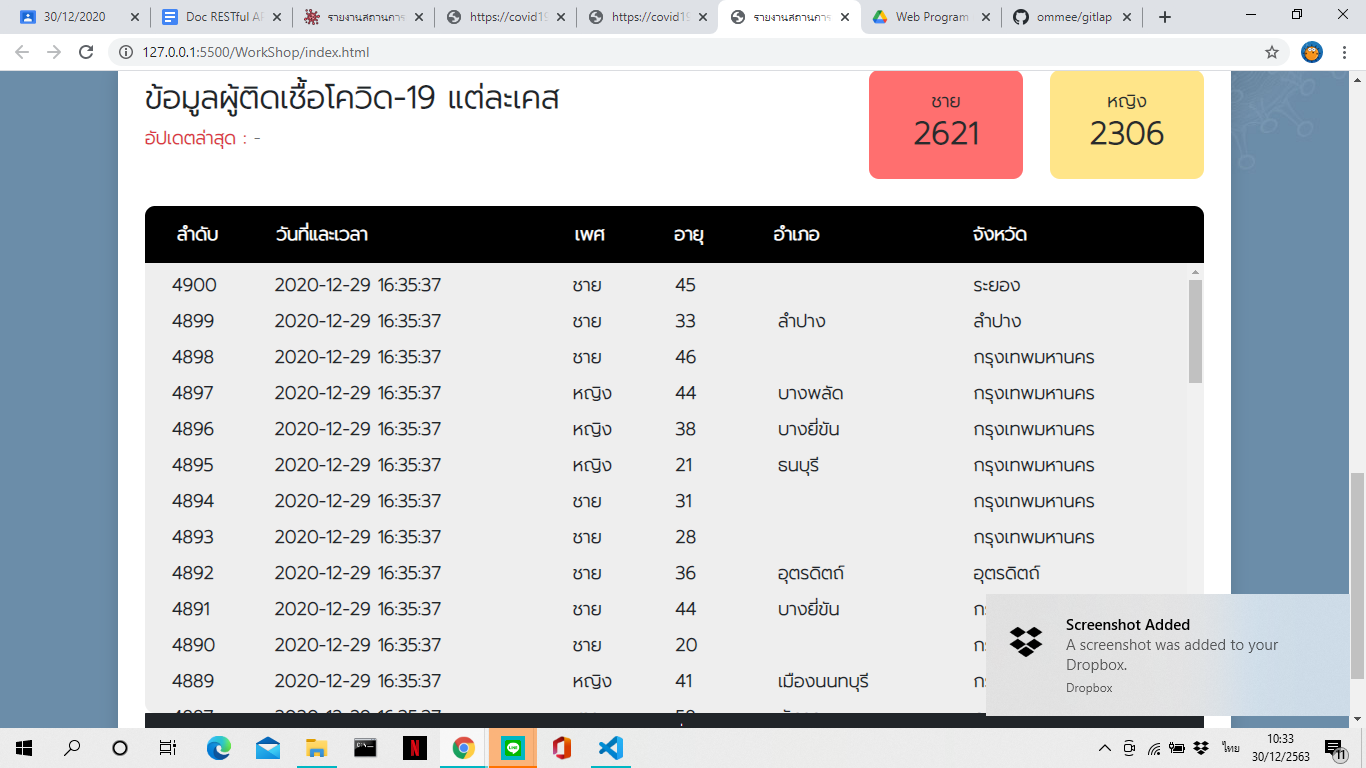 30/12/2020 Doc RESTful AP รายงานสถานการ https://covid19 https://covid19 รายงานสถานการ Web Program ommee/gitlap
127.0.0.1:5500/WorkShop/index.html
ข้อมูลผู้ติดเชื้อโควิด-19 แต่ละเคส
อัปเดตล่าสุด : -
ชาย
2621
หญิง
2306
ลำดับ วันที่และเวลา เพศ อายุ อำเภอ จังหวัด
4900 2020-12-29 16:35:37 ชาย 45 ระยอง
4899 2020-12-29 16:35:37 ชาย 33 ลำปาง ลำปาง
4898 2020-12-29 16:35:37 ชาย 46 กรุงเทพมหานคร
4897 2020-12-29 16:35:37 หญิง 44 บางพลัด กรุงเทพมหานคร
4896 2020-12-29 16:35:37 หญิง 38 บางยี่ขัน กรุงเทพมหานคร
4895 2020-12-29 16:35:37 หญิง 21 ธนบุรี กรุงเทพมหานคร
4894 2020-12-29 16:35:37 ชาย 31 กรุงเทพมหานคร
4893 2020-12-29 16:35:37 ชาย 28 กรุงเทพมหานคร
4892 2020-12-29 16:35:37 ชาย 36 อุตรดิตถ์ อุตรดิตถ์
4891 2020-12-29 16:35:37 ชาย 44 บางยี่ขัน
4890 2020-12-29 16:35:37 ชาย 20
4889 2020-12-29 16:35:37 หญิง 41 เมืองนนทบุรี
Screenshot Added
A screenshot was added to your
Dropbox.
Dropbox
ไทย
10:33
30/12/2563
11